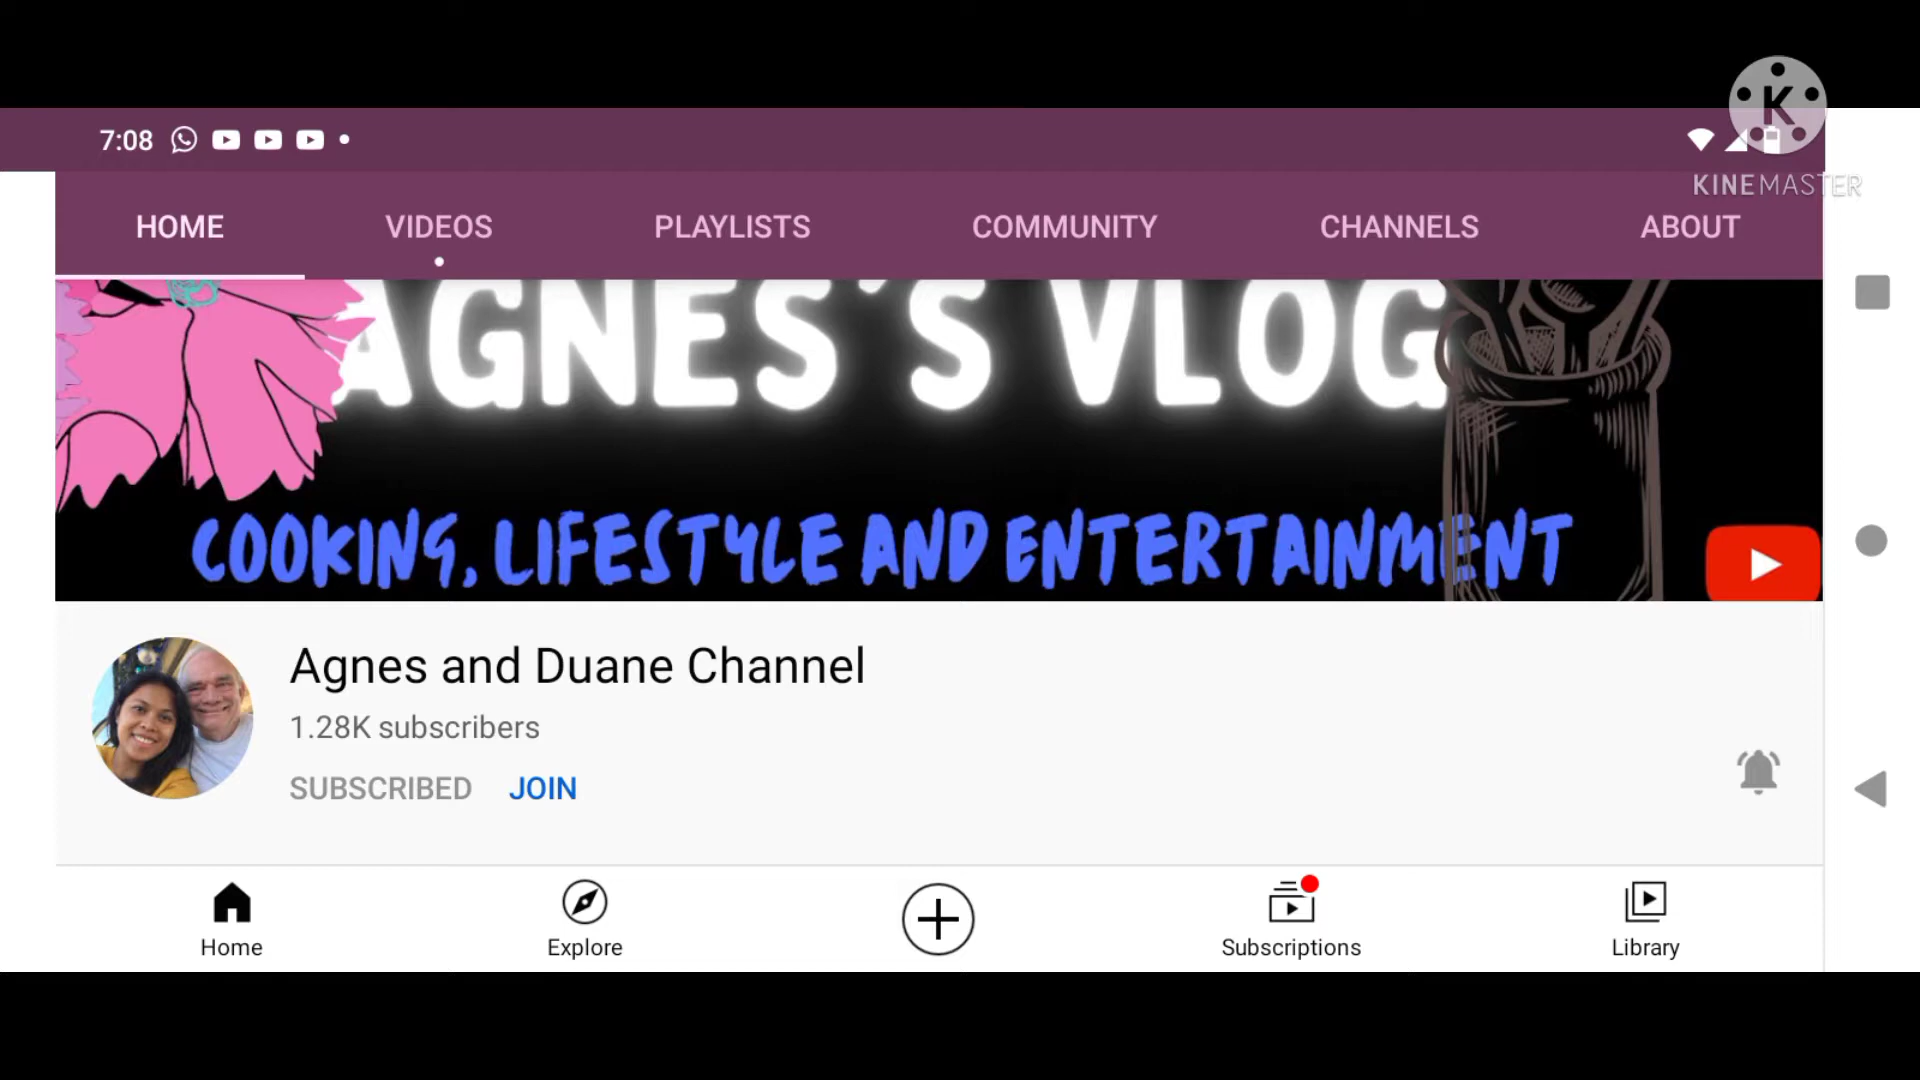 7:08
K
KINEMASTER
HOME VIDEOS PLAYLISTS COMMUNITY CHANNELS ABOUT
AGNES'S VLOG
COOKING, LIFESTYLE AND ENTERTAINMENT
Agnes and Duane Channel
1.28K subscribers
SUBSCRIBED JOIN
Home Explore Subscriptions Library